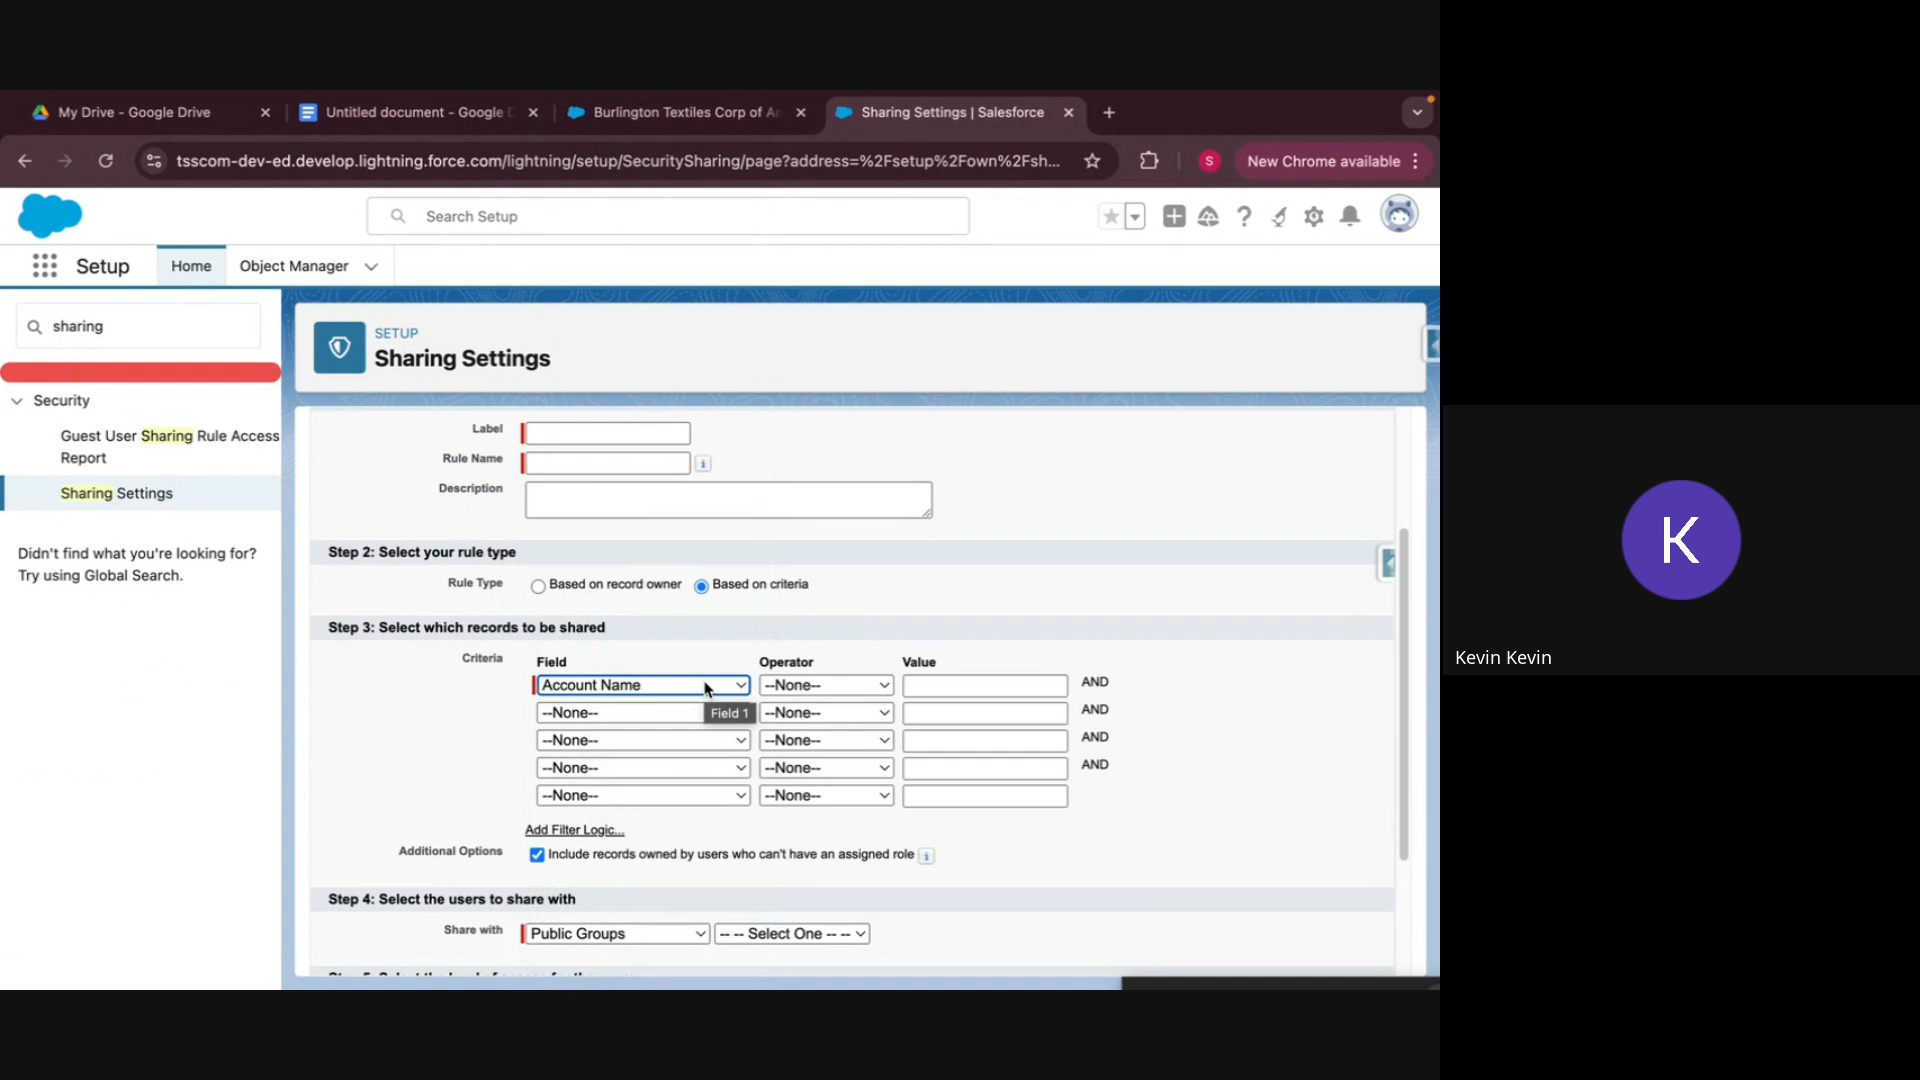 My Drive - Google Drive
Untitled document - Google D
Burlington Textiles Corp of Am
Sharing Settings | Salesforce
tsscom-dev-ed.develop.lightning.force.com/lightning/setup/SecuritySharing/page?address=%2Fsetup%2Fown%2Fsh...
S
New Chrome available
Search Setup
Setup
Home
Object Manager
sharing
Security
Guest User Sharing Rule Access
Report
Sharing Settings
Didn't find what you're looking for?
Try using Global Search.
SETUP
Sharing Settings
Label
Rule Name
i
Description
Step 2: Select your rule type
Rule Type Based on record owner Based on criteria
Step 3: Select which records to be shared
Criteria Field Operator Value
Account Name --None-- AND
--None-- Field 1 --None-- AND
--None-- --None-- AND
--None-- --None-- AND
--None-- --None--
Add Filter Logic...
Additional Options Include records owned by users who can't have an assigned role i
Step 4: Select the users to share with
Share with Public Groups -- -- Select One -- --
K
Kevin Kevin